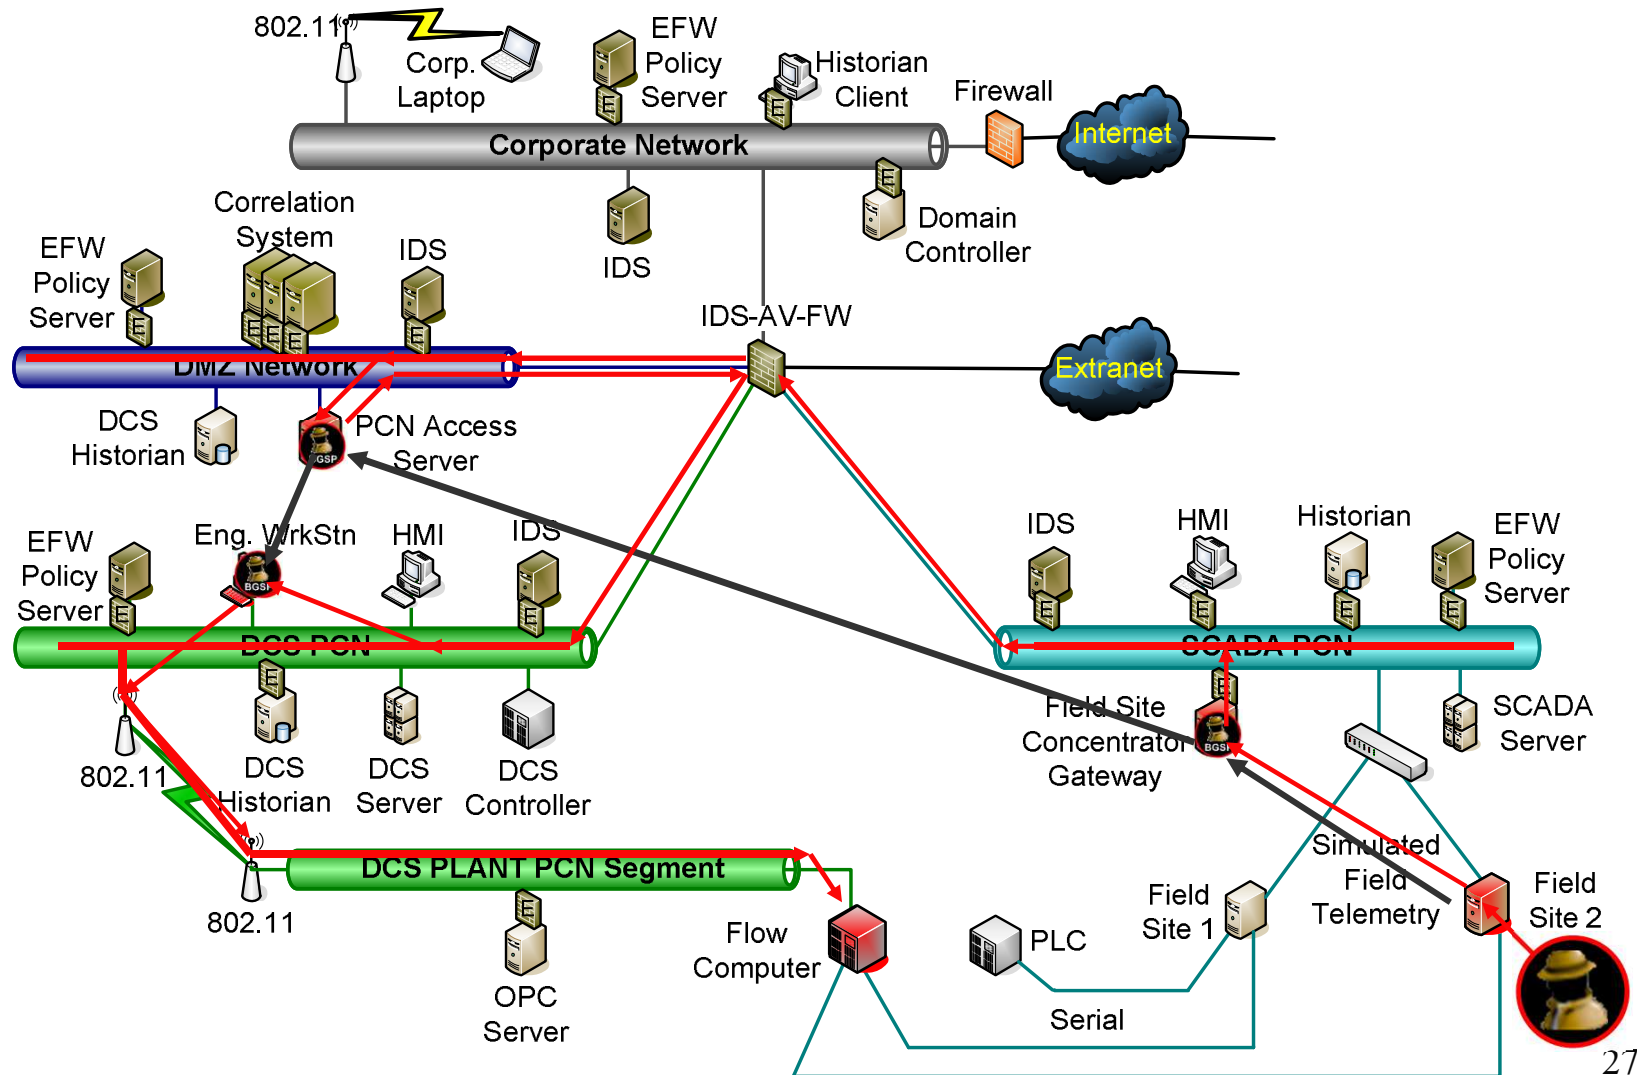 802.11
Corp.
Laptop
EFW
Policy
Server
E
Historian
Client
E
Firewall
Internet
Corporate Network
E
IDS
Domain
Controller
Correlation
System
EFW
Policy
Server
E
E
E
E
IDS
E
IDS-AV-FW
DMZ Network
Extranet
DCS
Historian
PCN Access
Server
BGSP
EFW
Policy
Server
E
Eng. WrkStn
BGSP
HMI
IDS
E
IDS
E
HMI
E
Historian
E
EFW
Policy
Server
E
DCS PCN
SCADA PCN
E
E
802.11
DCS
Historian
DCS
Server
DCS
Controller
Field Site
Concentrator
Gateway
BGSP
SCADA
Server
DCS PLANT PCN Segment
802.11
E
OPC
Server
Flow
Computer
PLC
Field
Site 1
Simulated
Field
Telemetry
Field
Site 2
Serial
27